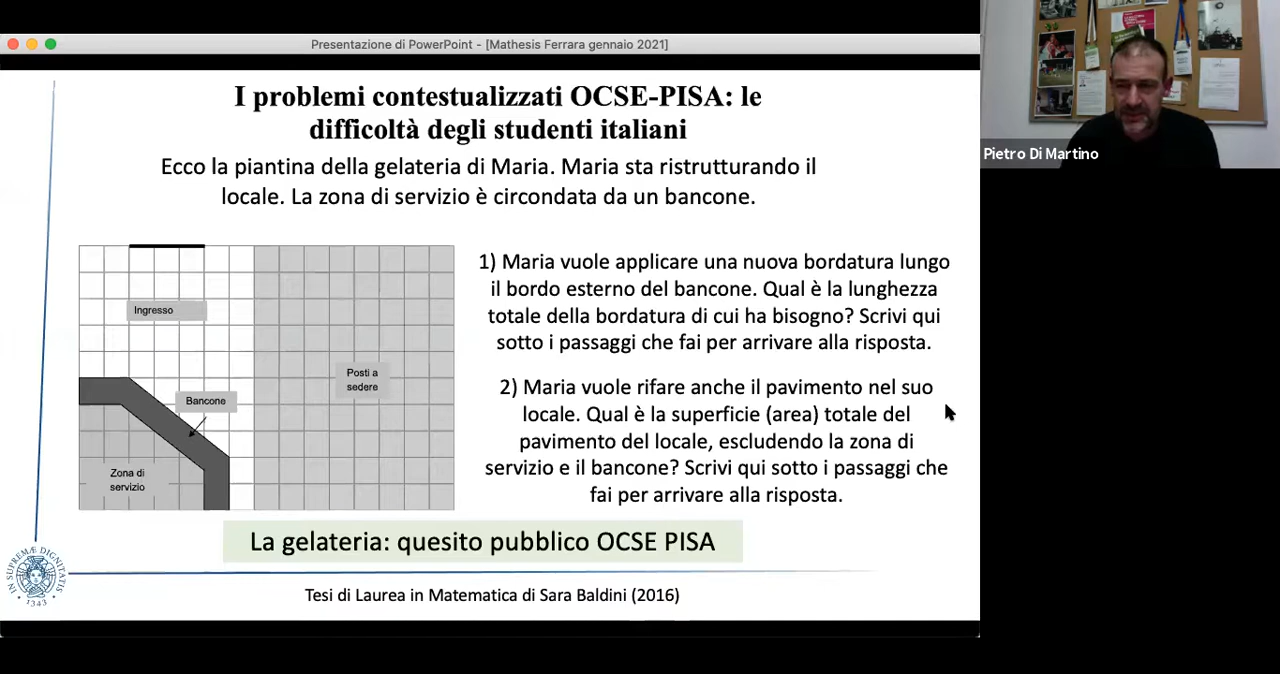 Presentazione di PowerPoint - [Mathesis Ferrara gennaio 2021]
I problemi contestualizzati OCSE-PISA: le
difficoltà degli studenti italiani
Ecco la piantina della gelateria di Maria. Maria sta ristrutturando il
locale. La zona di servizio è circondata da un bancone.
Ingresso
Bancone
Zona di
servizio
Posti a
sedere
1) Maria vuole applicare una nuova bordatura lungo
il bordo esterno del bancone. Qual è la lunghezza
totale della bordatura di cui ha bisogno? Scrivi qui
sotto i passaggi che fai per arrivare alla risposta.
2) Maria vuole rifare anche il pavimento nel suo
locale. Qual è la superficie (area) totale del
pavimento del locale, escludendo la zona di
servizio e il bancone? Scrivi qui sotto i passaggi che
fai per arrivare alla risposta.
La gelateria: quesito pubblico OCSE PISA
Tesi di Laurea in Matematica di Sara Baldini (2016)
IN SUPREMÆ DIGNITATIS
1343
Pietro Di Martino